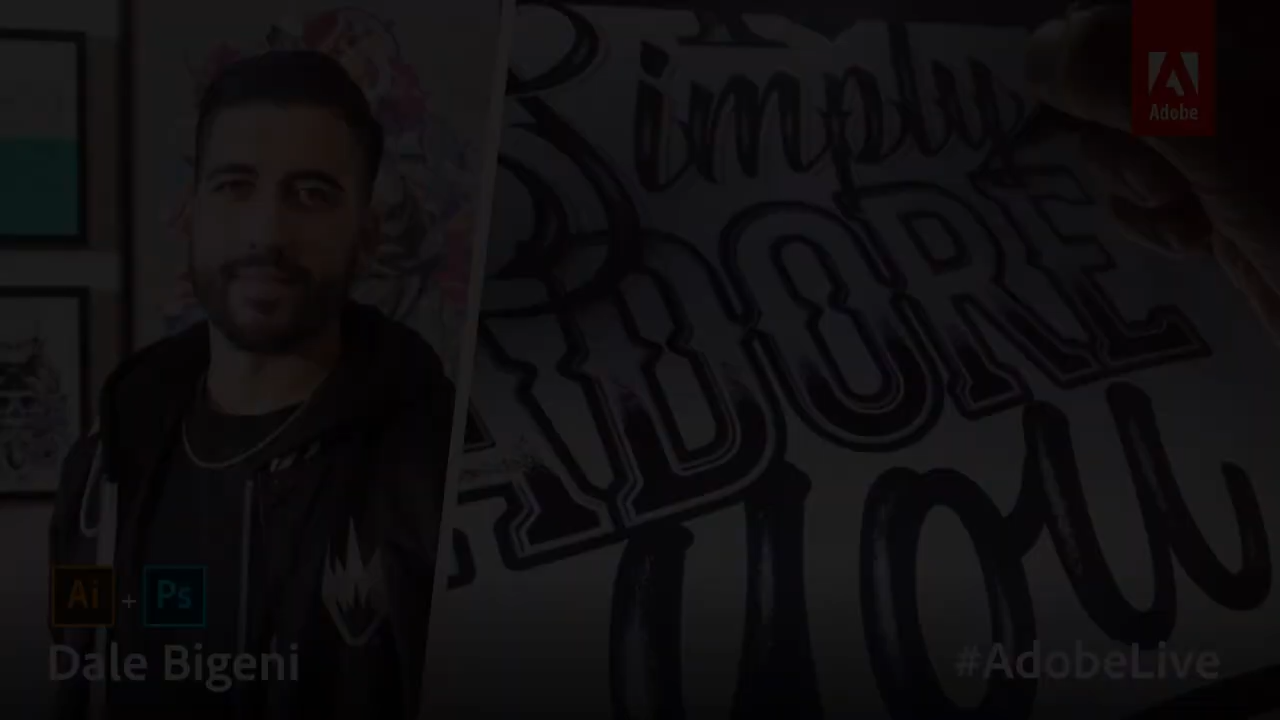 Simply
ADORE
you
Adobe
Ai + Ps
Dale Bigeni
#AdobeLive